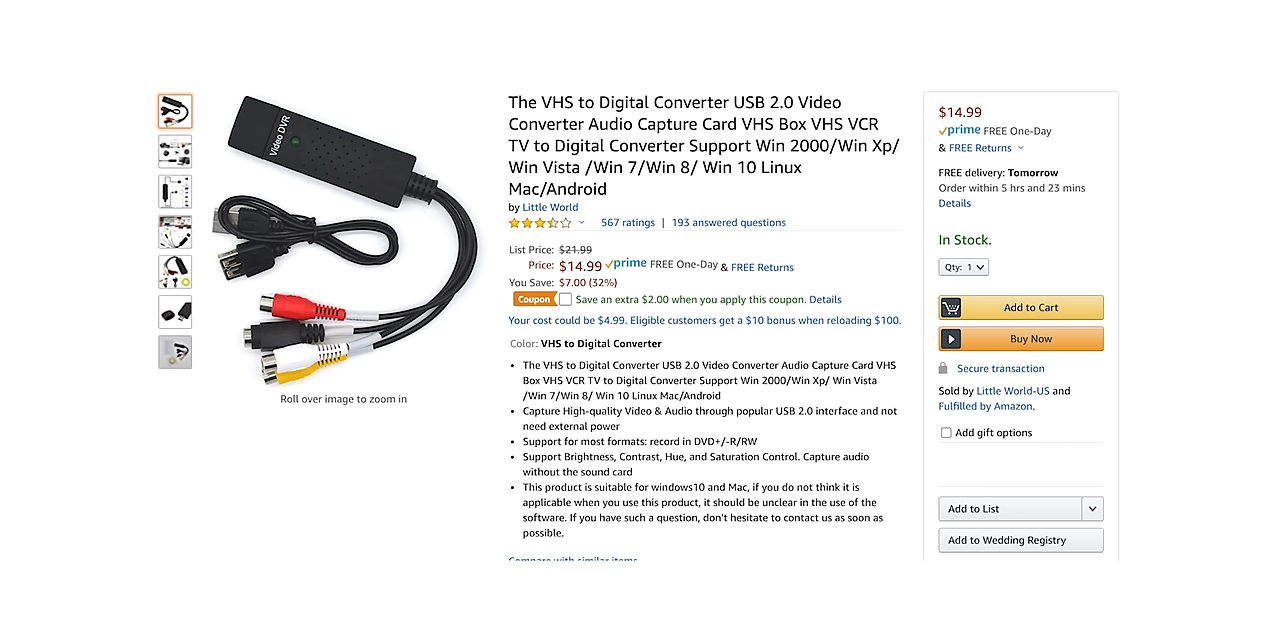 Video DVR
Roll over image to zoom in
The VHS to Digital Converter USB 2.0 Video
Converter Audio Capture Card VHS Box VHS VCR
TV to Digital Converter Support Win 2000/Win Xp/
Win Vista /Win 7/Win 8/ Win 10 Linux
Mac/Android
by Little World
567 ratings | 193 answered questions
List Price: $21.99
Price: $14.99 prime FREE One-Day & FREE Returns
You Save: $7.00 (32%)
Coupon Save an extra $2.00 when you apply this coupon. Details
Your cost could be $4.99. Eligible customers get a $10 bonus when reloading $100.
Color: VHS to Digital Converter
• The VHS to Digital Converter USB 2.0 Video Converter Audio Capture Card VHS
Box VHS VCR TV to Digital Converter Support Win 2000/Win Xp/ Win Vista
/Win 7/Win 8/ Win 10 Linux Mac/Android
• Capture High-quality Video & Audio through popular USB 2.0 interface and not
need external power
• Support for most formats: record in DVD+/-R/RW
• Support Brightness, Contrast, Hue, and Saturation Control. Capture audio
without the sound card
• This product is suitable for windows10 and Mac, if you do not think it is
applicable when you use this product, it should be unclear in the use of the
software. If you have such a question, don't hesitate to contact us as soon as
possible.
Compare with similar items
$14.99
prime FREE One-Day
& FREE Returns
FREE delivery: Tomorrow
Order within 5 hrs and 23 mins
Details
In Stock.
Qty: 1
Add to Cart
Buy Now
Secure transaction
Sold by Little World-US and
Fulfilled by Amazon.
Add gift options
Add to List
Add to Wedding Registry